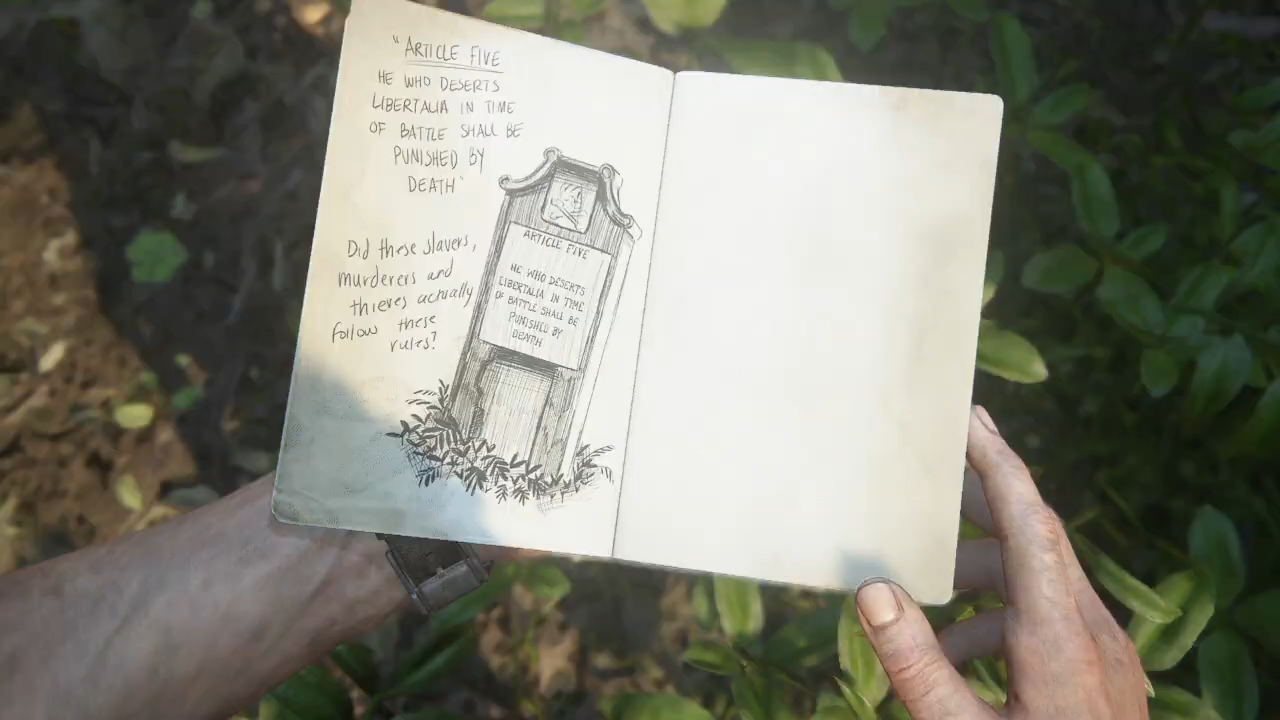 "ARTICLE FIVE
HE WHO DESERTS
LIBERTALIA IN TIME
OF BATTLE SHALL BE
PUNISHED BY
DEATH"
Did these slavers,
murderers and
thieves actually
follow these
rules?
ARTICLE FIVE
HE WHO DESERTS
LIBERTALIA IN TIME
OF BATTLE SHALL BE
PUNISHED BY
DEATH